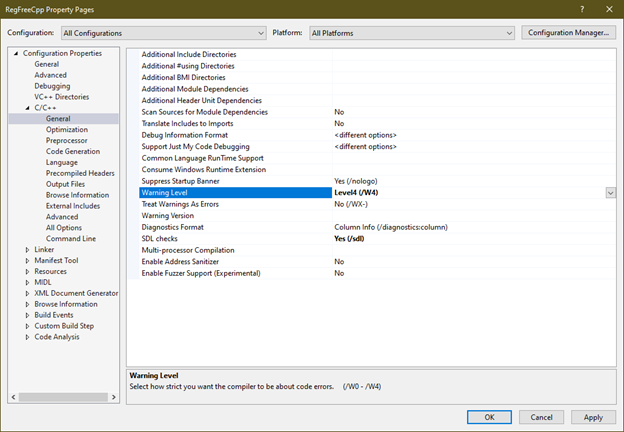 RegFreeCpp Property Pages
Configuration: All Configurations Platform: All Platforms Configuration Manager...
Configuration Properties
General
Advanced
Debugging
VC++ Directories
C/C++
General
Optimization
Preprocessor
Code Generation
Language
Precompiled Headers
Output Files
Browse Information
External Includes
Advanced
All Options
Command Line
Linker
Manifest Tool
Resources
MIDL
XML Document Generator
Browse Information
Build Events
Custom Build Step
Code Analysis
Additional Include Directories
Additional #using Directories
Additional BMI Directories
Additional Module Dependencies
Additional Header Unit Dependencies
Scan Sources for Module Dependencies No
Translate Includes to Imports No
Debug Information Format <different options>
Support Just My Code Debugging <different options>
Common Language RunTime Support
Consume Windows Runtime Extension
Suppress Startup Banner Yes (/nologo)
Warning Level Level4 (/W4)
Treat Warnings As Errors No (/WX-)
Warning Version
Diagnostics Format Column Info (/diagnostics:column)
SDL checks Yes (/sdl)
Multi-processor Compilation
Enable Address Sanitizer No
Enable Fuzzer Support (Experimental) No
Warning Level
Select how strict you want the compiler to be about code errors. (/W0 - /W4)
OK Cancel Apply